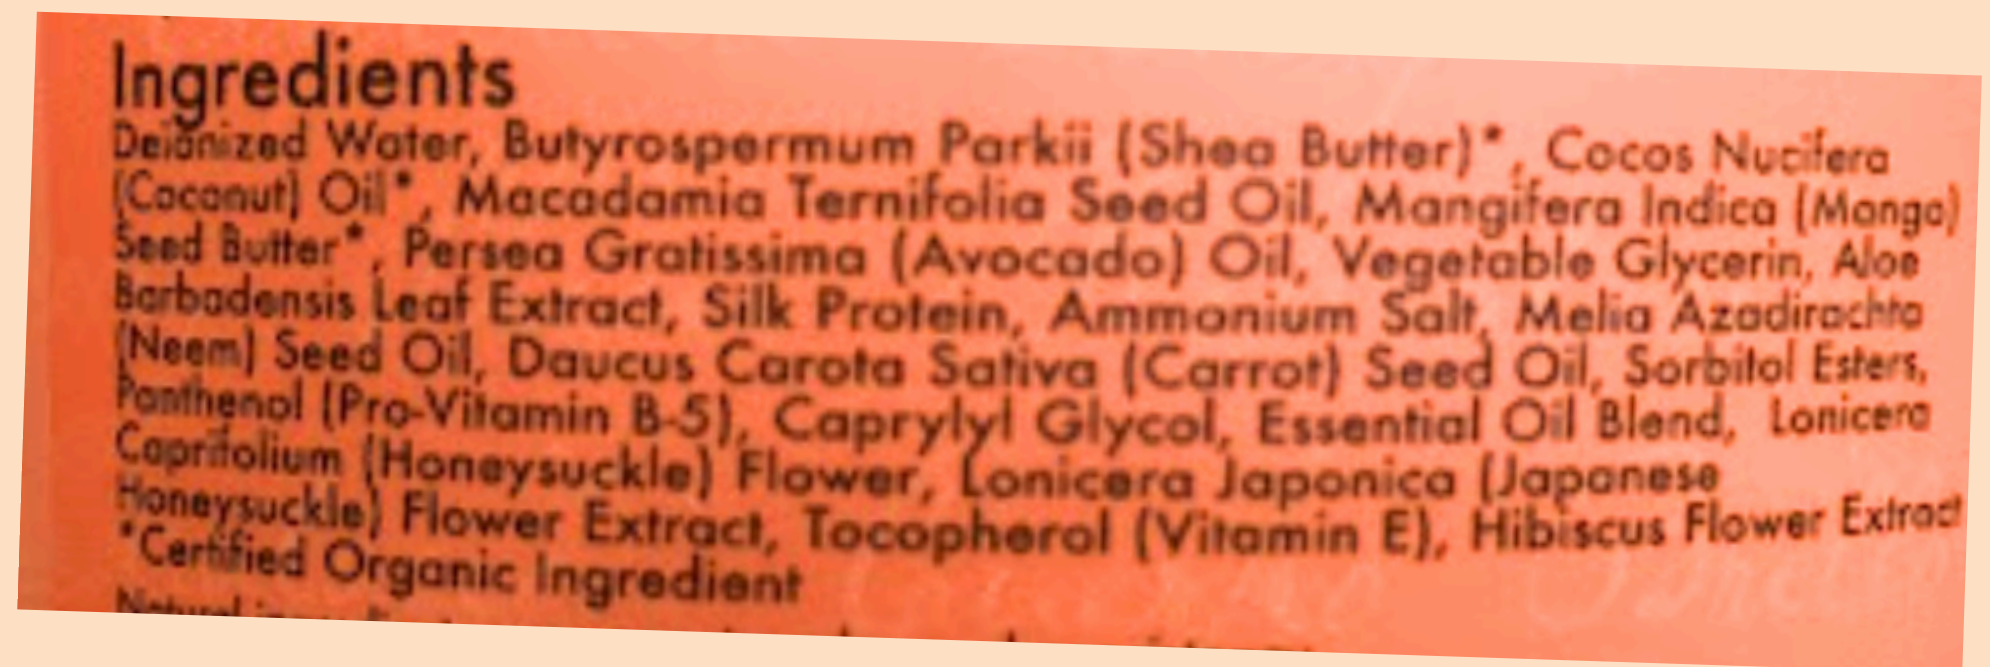 Ingredients
Deionized Water, Butyrospermum Parkii (Shea Butter)*, Cocos Nucifera
(Coconut) Oil*, Macadamia Ternifolia Seed Oil, Mangifera Indica (Mango)
Seed Butter*, Persea Gratissima (Avocado) Oil, Vegetable Glycerin, Aloe
Barbadensis Leaf Extract, Silk Protein, Ammonium Salt, Melia Azadirachta
(Neem) Seed Oil, Daucus Carota Sativa (Carrot) Seed Oil, Sorbitol Esters,
Panthenol (Pro-Vitamin B-5), Caprylyl Glycol, Essential Oil Blend, Lonicera
Caprifolium (Honeysuckle) Flower, Lonicera Japonica (Japanese
Honeysuckle) Flower Extract, Tocopherol (Vitamin E), Hibiscus Flower Extract
*Certified Organic Ingredient
Natural